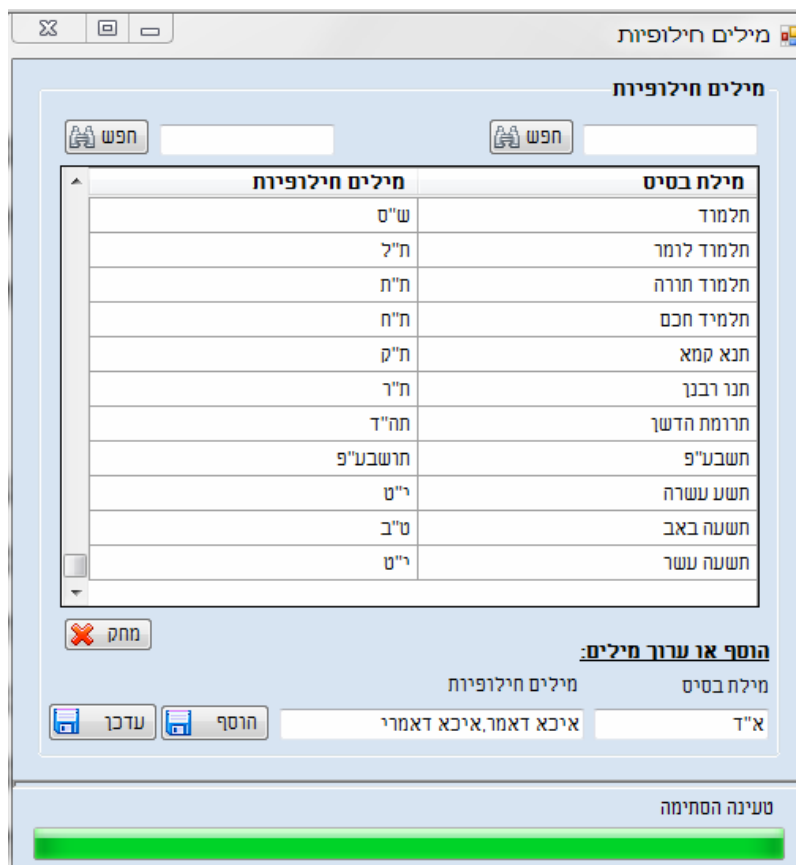 מילים חילופיות
מילים חילופיות
חפש חפש
מילת בסיס מילים חילופיות
תלמוד ש"ס
תלמוד לומר ת"ל
תלמוד תורה ת"ת
תלמיד חכם ת"ח
תנא קמא ת"ק
תנו רבנן ת"ר
תרומת הדשן תה"ד
תשבע"פ תושבע"פ
תשע עשרה י"ט
תשעה באב ט"ב
תשעה עשר י"ט
מחק
הוסף או ערוך מילים:
מילת בסיס מילים חילופיות
א"ד איכא דאמר,איכא דאמרי הוסף עדכן
טעינה הסתימה